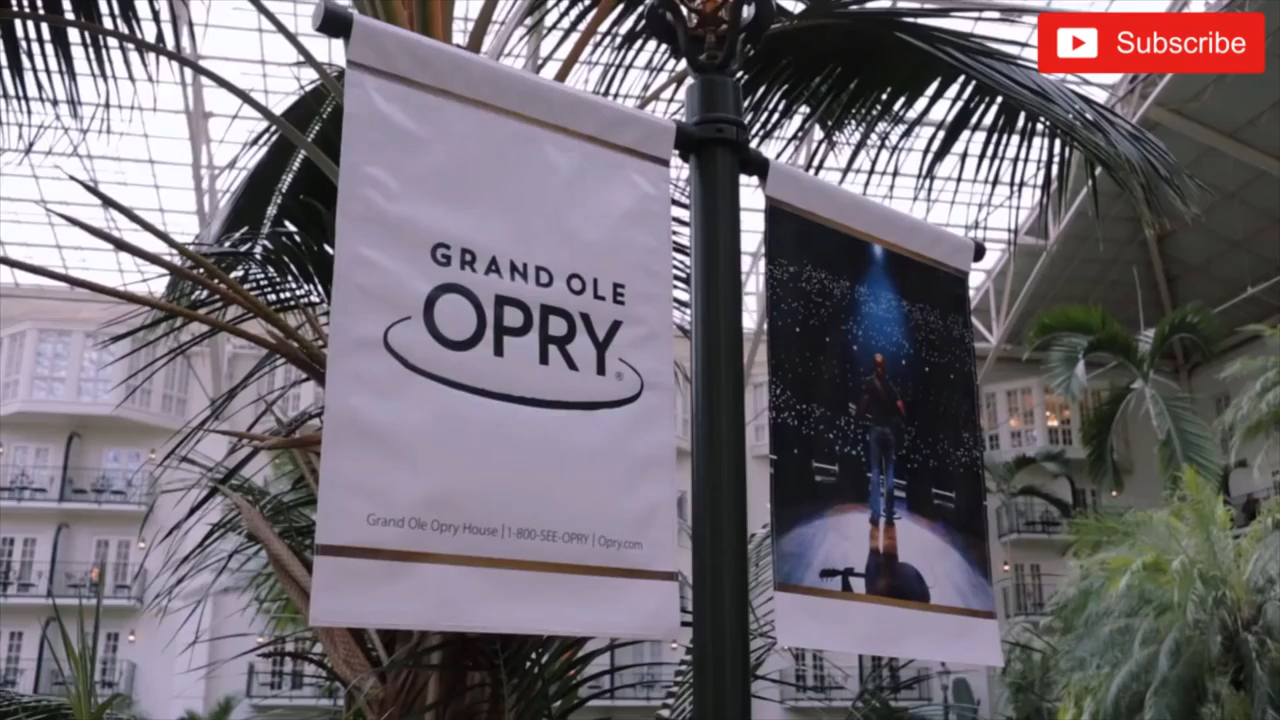 Subscribe
GRAND OLE
OPRY®
Grand Ole Opry House | 1-800-SEE-OPRY | Opry.com